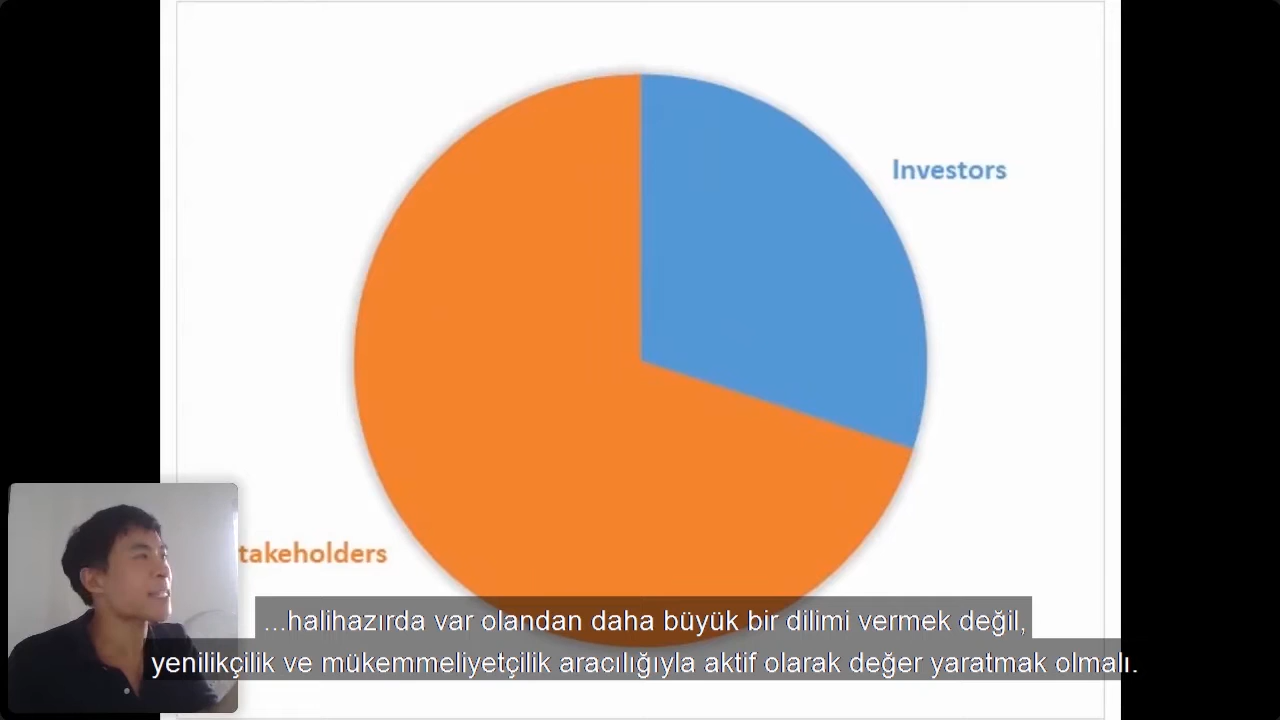 Investors
takeholders
...halihazırda var olandan daha büyük bir dilimi vermek değil,
yenilikçilik ve mükemmeliyetçilik aracılığıyla aktif olarak değer yaratmak olmalı.